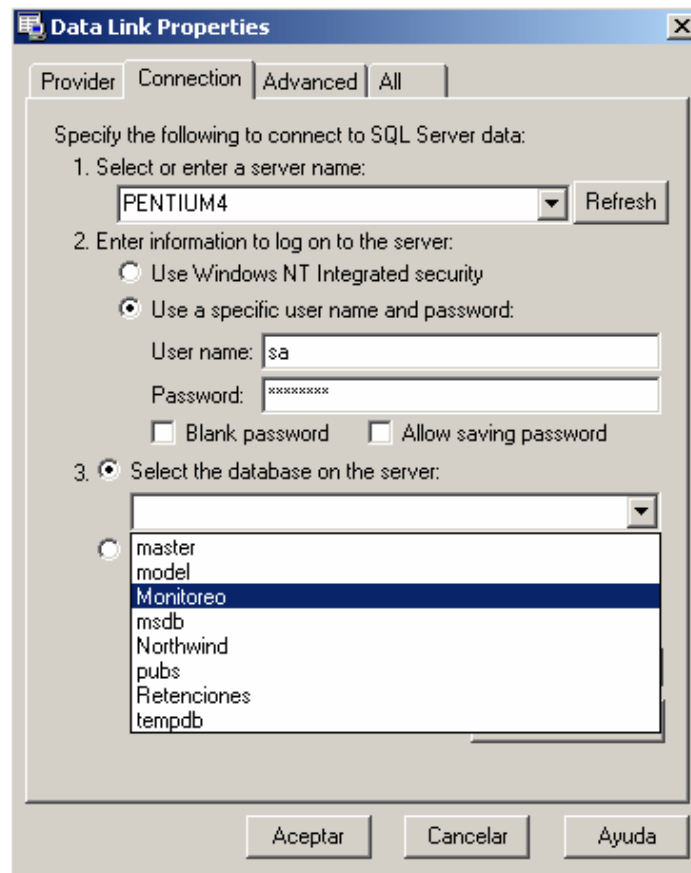 Data Link Properties
Provider Connection Advanced All
Specify the following to connect to SQL Server data:
1. Select or enter a server name:
PENTIUM4 Refresh
2. Enter information to log on to the server:
Use Windows NT Integrated security
Use a specific user name and password:
User name: sa
Password: ********
Blank password Allow saving password
3. Select the database on the server:
master
model
Monitoreo
msdb
Northwind
pubs
Retenciones
tempdb
Aceptar Cancelar Ayuda